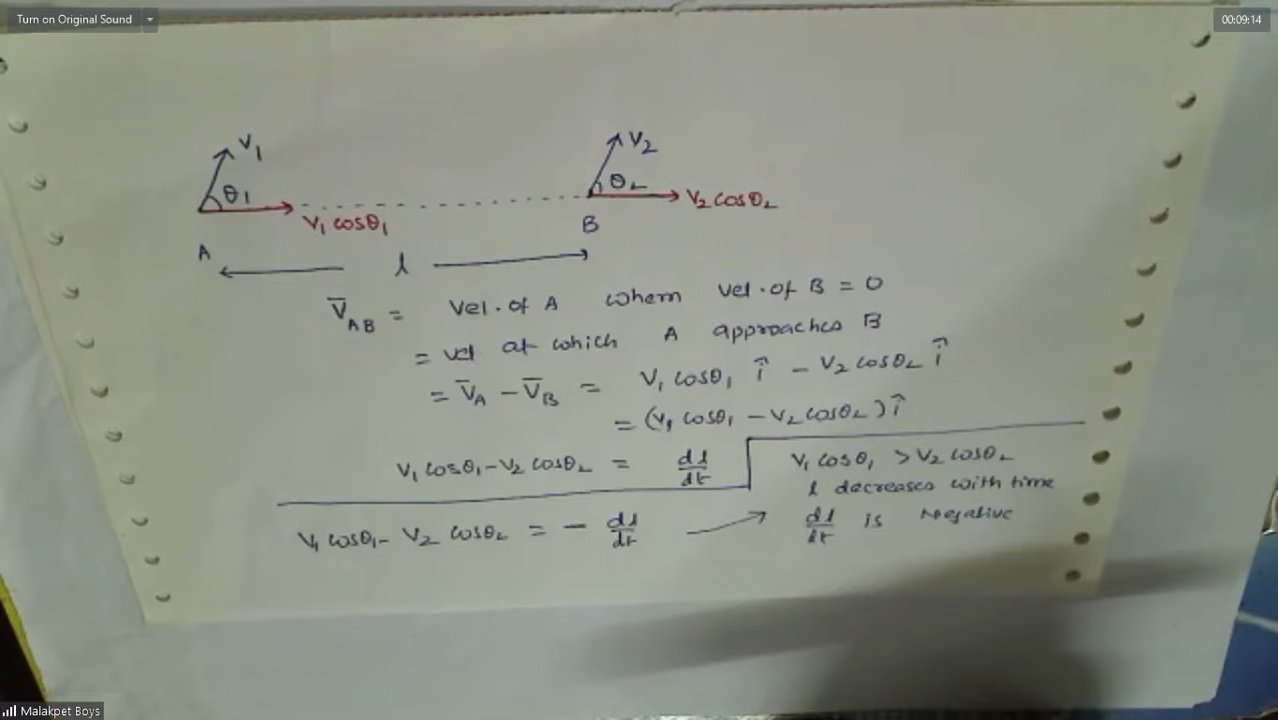 Turn on Original Sound
00:09:14
V₁ V₂
θ₁ θ₂
V₁ cosθ₁ V₂ cosθ₂
A B
l
V̅_AB = Vel. of A when vel. of B = 0
= vel at which A approaches B
= V̅_A - V̅_B = V₁ cosθ₁ î - V₂ cosθ₂ î
= (V₁ cosθ₁ - V₂ cosθ₂) î
V₁ cosθ₁ - V₂ cosθ₂ = dl/dt
V₁ cosθ₁ > V₂ cosθ₂
l decreases with time
dl/dt is Negative
V₁ cosθ₁ - V₂ cosθ₂ = - dl/dt
Malakpet Boys